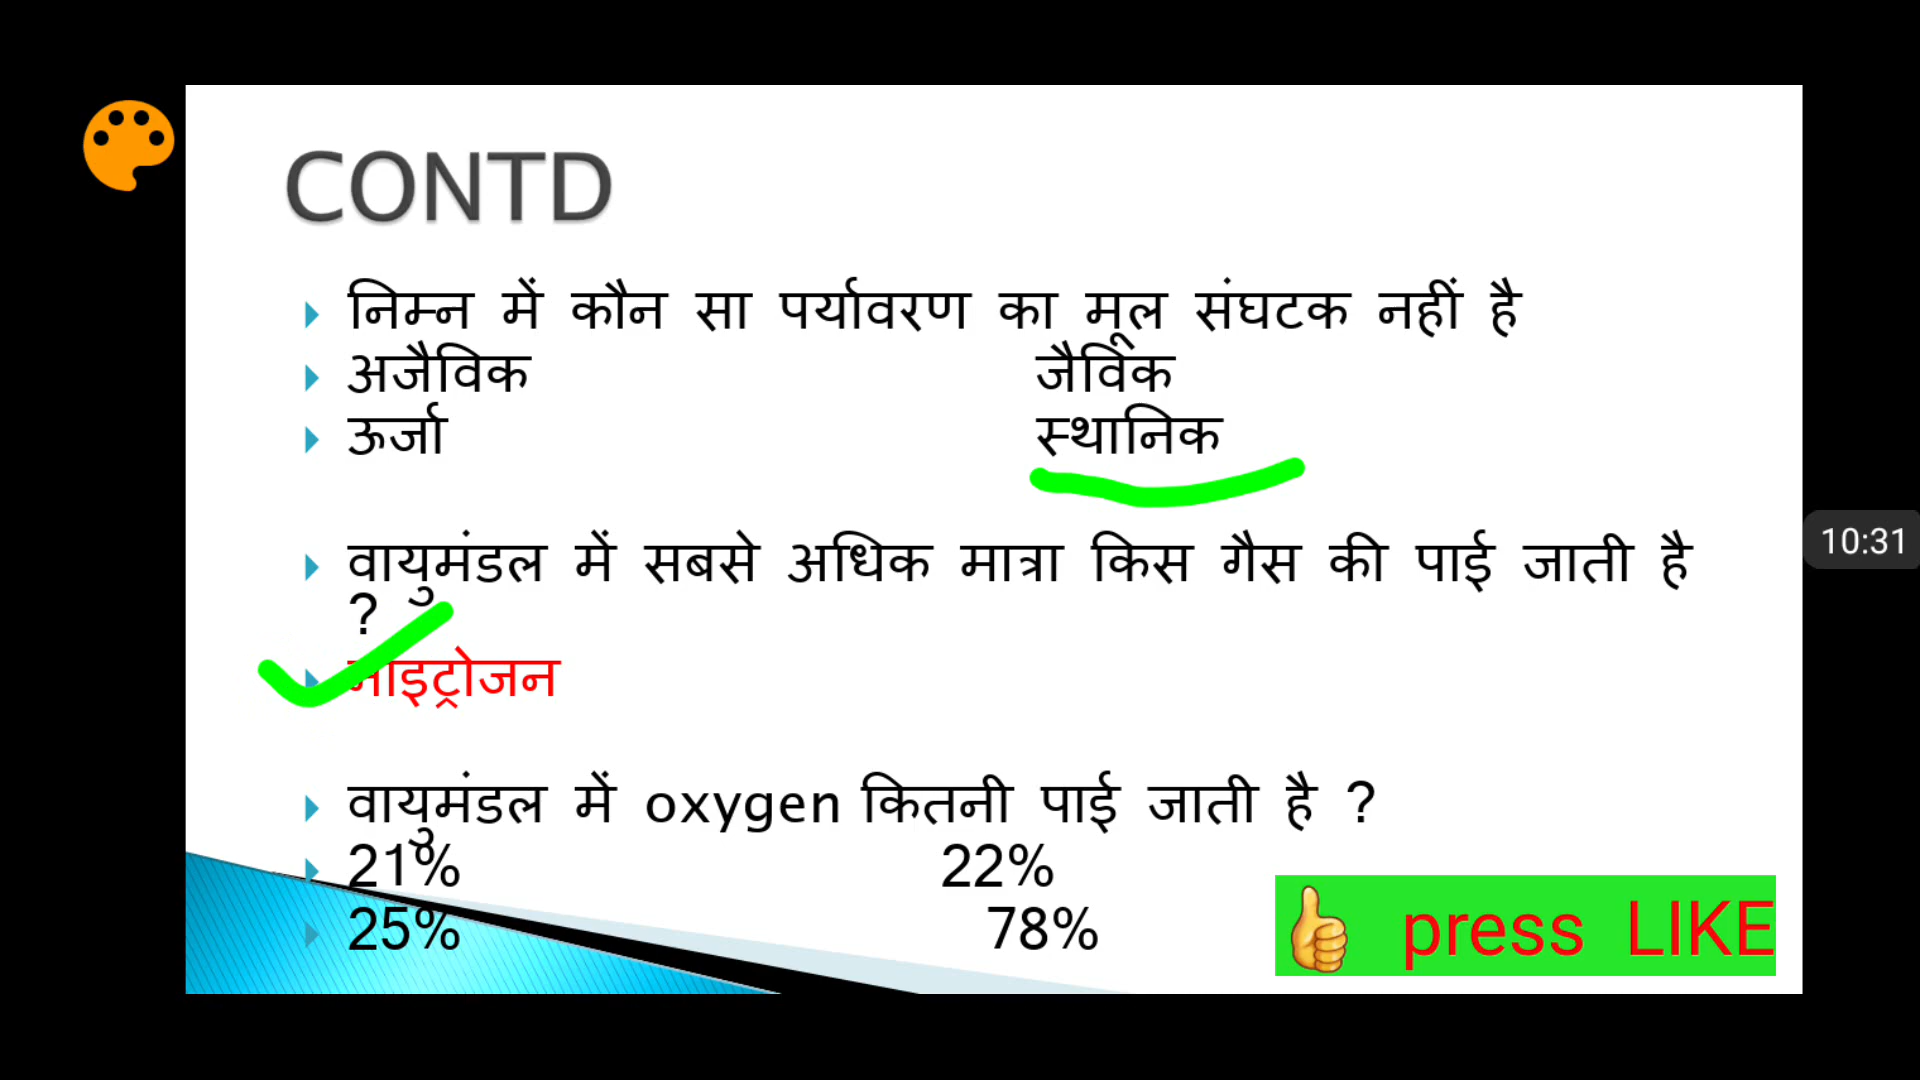 CONTD
निम्न में कौन सा पर्यावरण का मूल संघटक नहीं है
अजैविक जैविक
ऊर्जा स्थानिक
वायुमंडल में सबसे अधिक मात्रा किस गैस की पाई जाती है
?
नाइट्रोजन
वायुमंडल में oxygen कितनी पाई जाती है ?
21% 22%
25% 78%
press LIKE
10:31